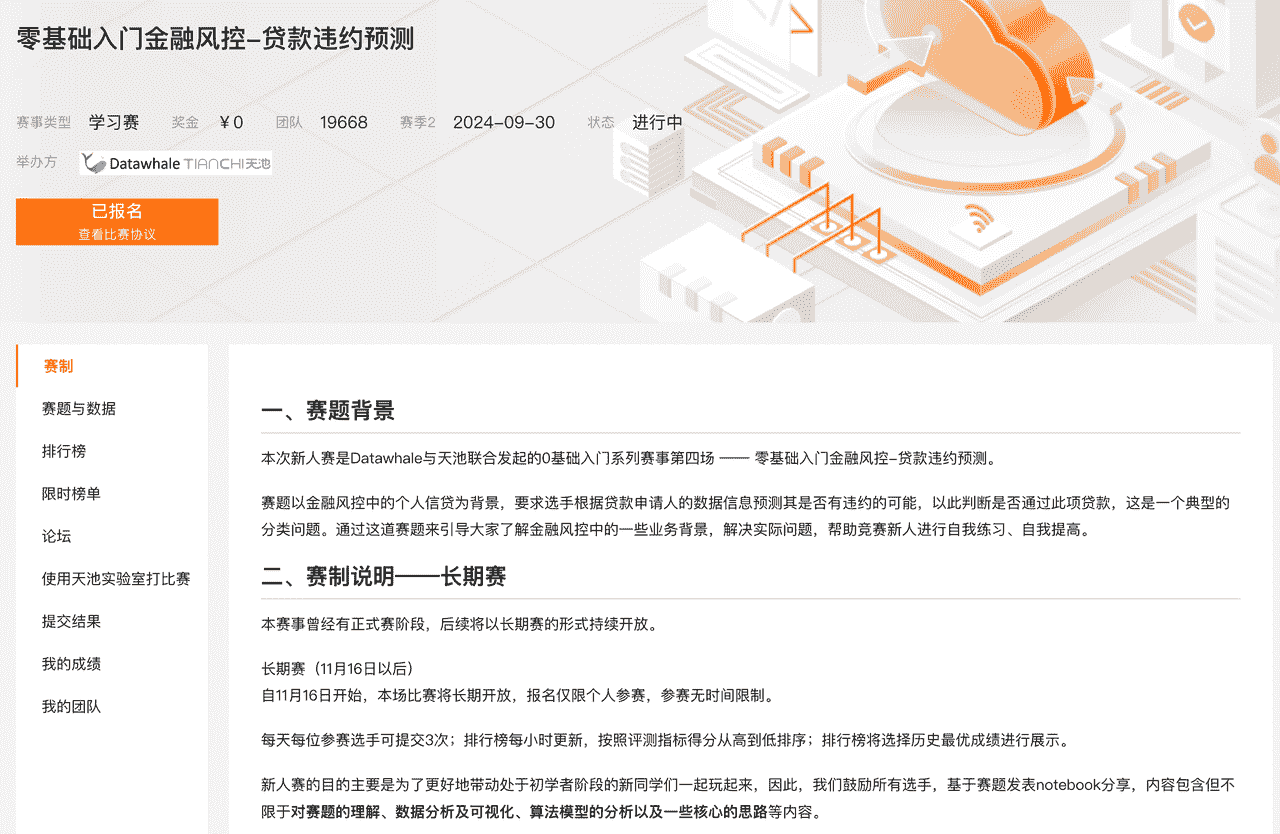 零基础入门金融风控-贷款违约预测
赛事类型 学习赛 奖金 ￥0 团队 19668 赛季2 2024-09-30 状态 进行中
举办方 Datawhale TIANCHI天池
已报名
查看比赛协议
赛制
赛题与数据
排行榜
限时榜单
论坛
使用天池实验室打比赛
提交结果
我的成绩
我的团队
一、赛题背景
本次新人赛是Datawhale与天池联合发起的0基础入门系列赛事第四场 —— 零基础入门金融风控-贷款违约预测。
赛题以金融风控中的个人信贷为背景，要求选手根据贷款申请人的数据信息预测其是否有违约的可能，以此判断是否通过此项贷款，这是一个典型的
分类问题。通过这道赛题来引导大家了解金融风控中的一些业务背景，解决实际问题，帮助竞赛新人进行自我练习、自我提高。
二、赛制说明——长期赛
本赛事曾经有正式赛阶段，后续将以长期赛的形式持续开放。
长期赛（11月16日以后）
自11月16日开始，本场比赛将长期开放，报名仅限个人参赛，参赛无时间限制。
每天每位参赛选手可提交3次；排行榜每小时更新，按照评测指标得分从高到低排序；排行榜将选择历史最优成绩进行展示。
新人赛的目的主要是为了更好地带动处于初学者阶段的新同学们一起玩起来，因此，我们鼓励所有选手，基于赛题发表notebook分享，内容包含但不
限于对赛题的理解、数据分析及可视化、算法模型的分析以及一些核心的思路等内容。